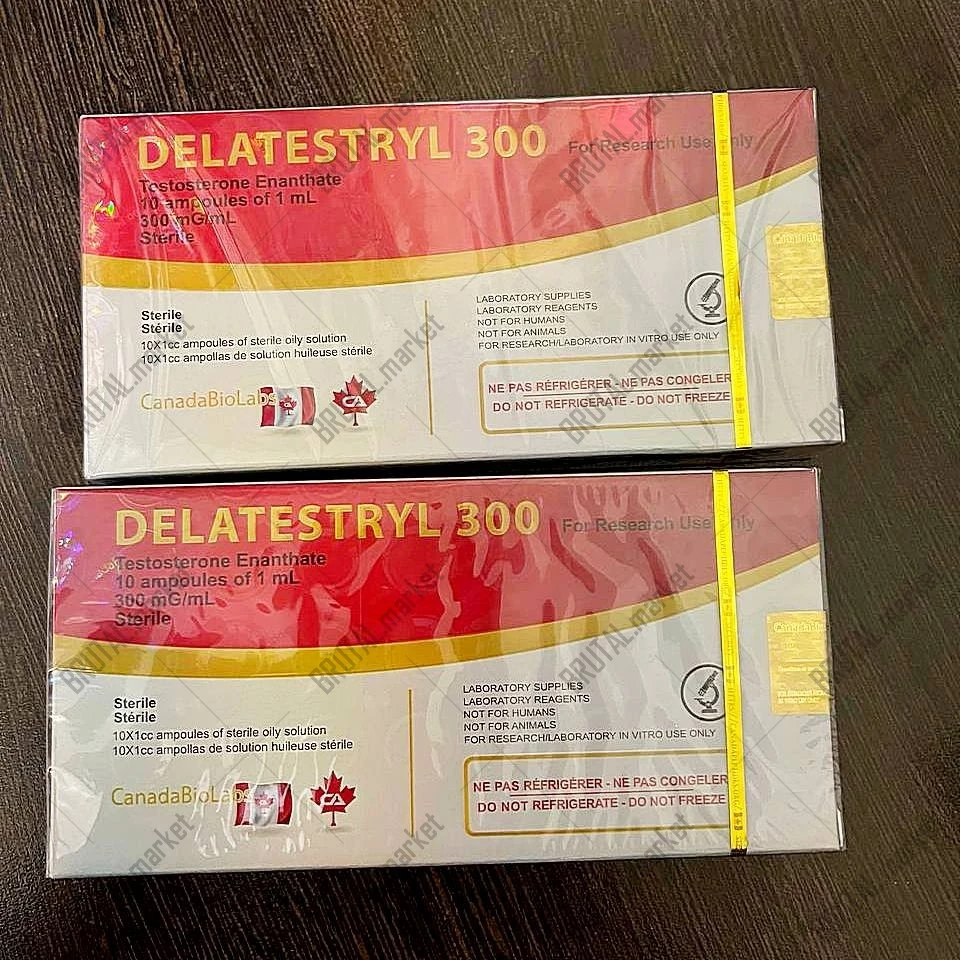 DELATESTRYL 300 For Research Use Only
Testosterone Enanthate
10 ampoules of 1 mL
300 mG/mL
Sterile
Sterile
Stérile
10X1cc ampoules of sterile oily solution
10X1cc ampollas de solution huileuse stérile
CanadaBioLabs
CA
LABORATORY SUPPLIES
LABORATORY REAGENTS
NOT FOR HUMANS
NOT FOR ANIMALS
FOR RESEARCH/LABORATORY IN VITRO USE ONLY
NE PAS RÉFRIGÉRER - NE PAS CONGELER
DO NOT REFRIGERATE - DO NOT FREEZE
CanadaBio
DELATESTRYL 300 For Research Use Only
Testosterone Enanthate
10 ampoules of 1 mL
300 mG/mL
Sterile
Sterile
Stérile
10X1cc ampoules of sterile oily solution
10X1cc ampollas de solution huileuse stérile
CanadaBioLabs
CA
LABORATORY SUPPLIES
LABORATORY REAGENTS
NOT FOR HUMANS
NOT FOR ANIMALS
FOR RESEARCH/LABORATORY IN VITRO USE ONLY
NE PAS RÉFRIGÉRER - NE PAS CONGELER
DO NOT REFRIGERATE - DO NOT FREEZE
CanadaBio
BRUTAL.market